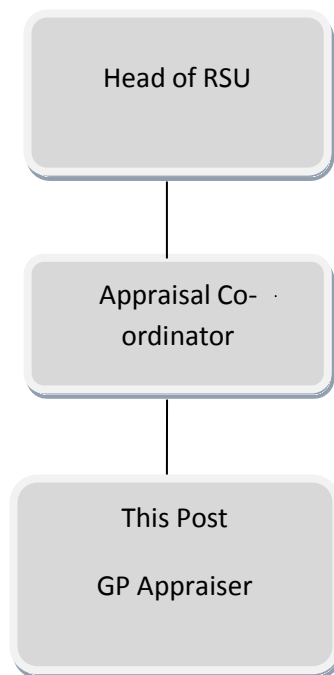 Head of RSU
Appraisal Co-
ordinator
This Post
GP Appraiser